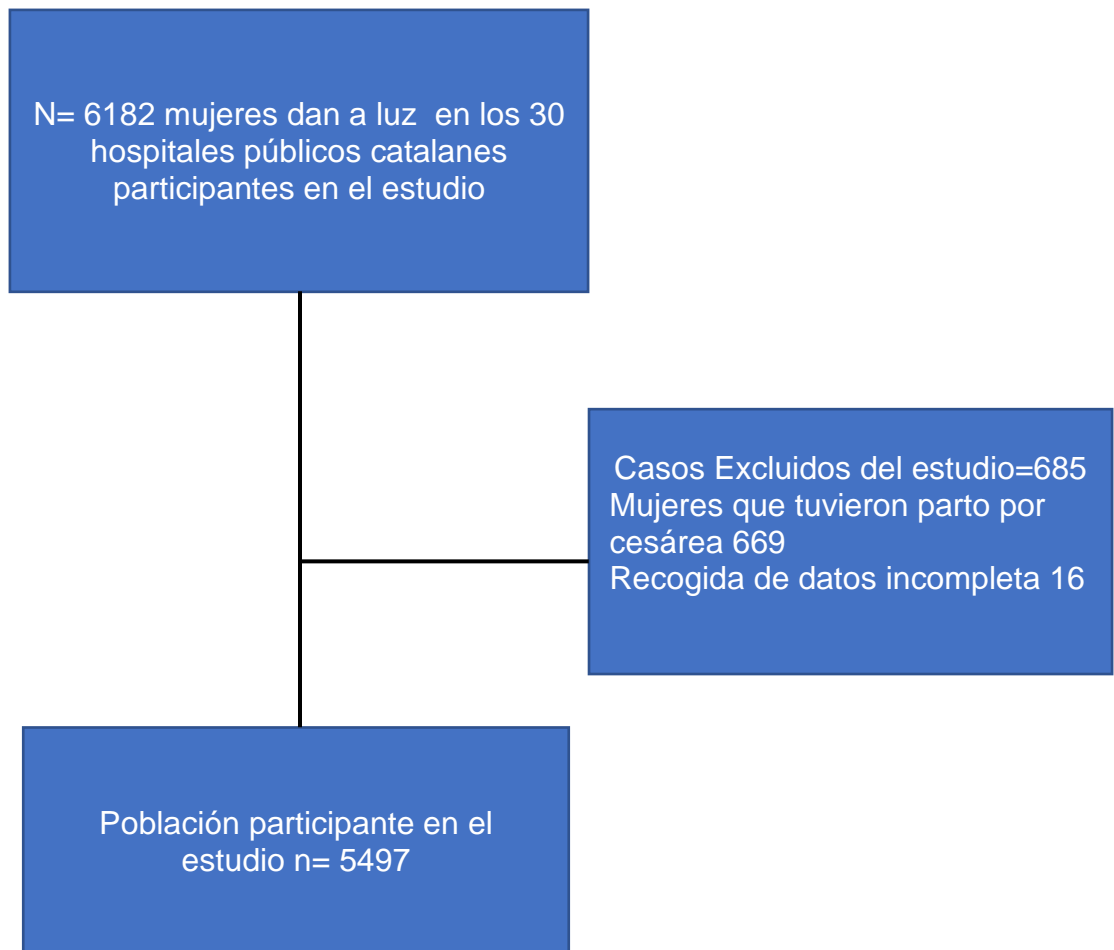 N= 6182 mujeres dan a luz  en los 30
hospitales públicos catalanes
participantes en el estudio
Casos Excluidos del estudio=685
Mujeres que tuvieron parto por
cesárea 669
Recogida de datos incompleta 16
Población participante en el
estudio n= 5497